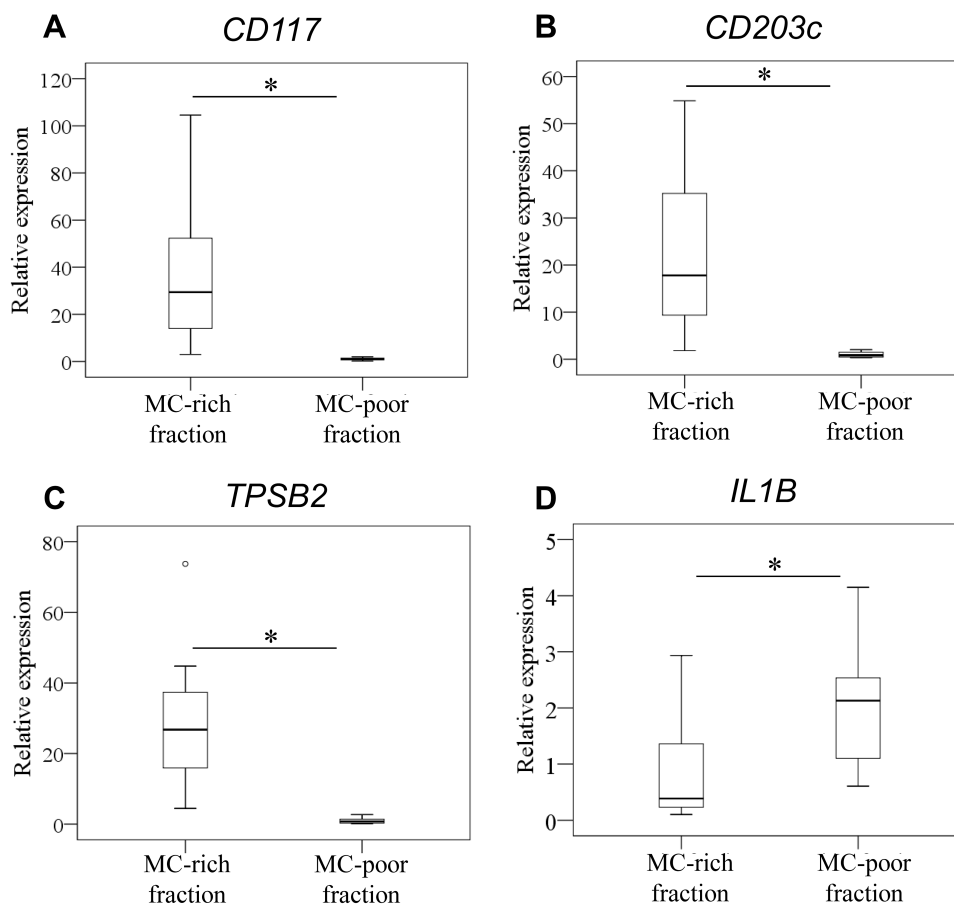 A
CD117
Relative expression
120
100
80
60
40
20
0
*
MC-rich MC-poor
fraction fraction
B
CD203c
Relative expression
60
50
40
30
20
10
0
*
MC-rich MC-poor
fraction fraction
C
TPSB2
Relative expression
80
60
40
20
0
*
MC-rich MC-poor
fraction fraction
D
IL1B
Relative expression
5
4
3
2
1
0
*
MC-rich MC-poor
fraction fraction